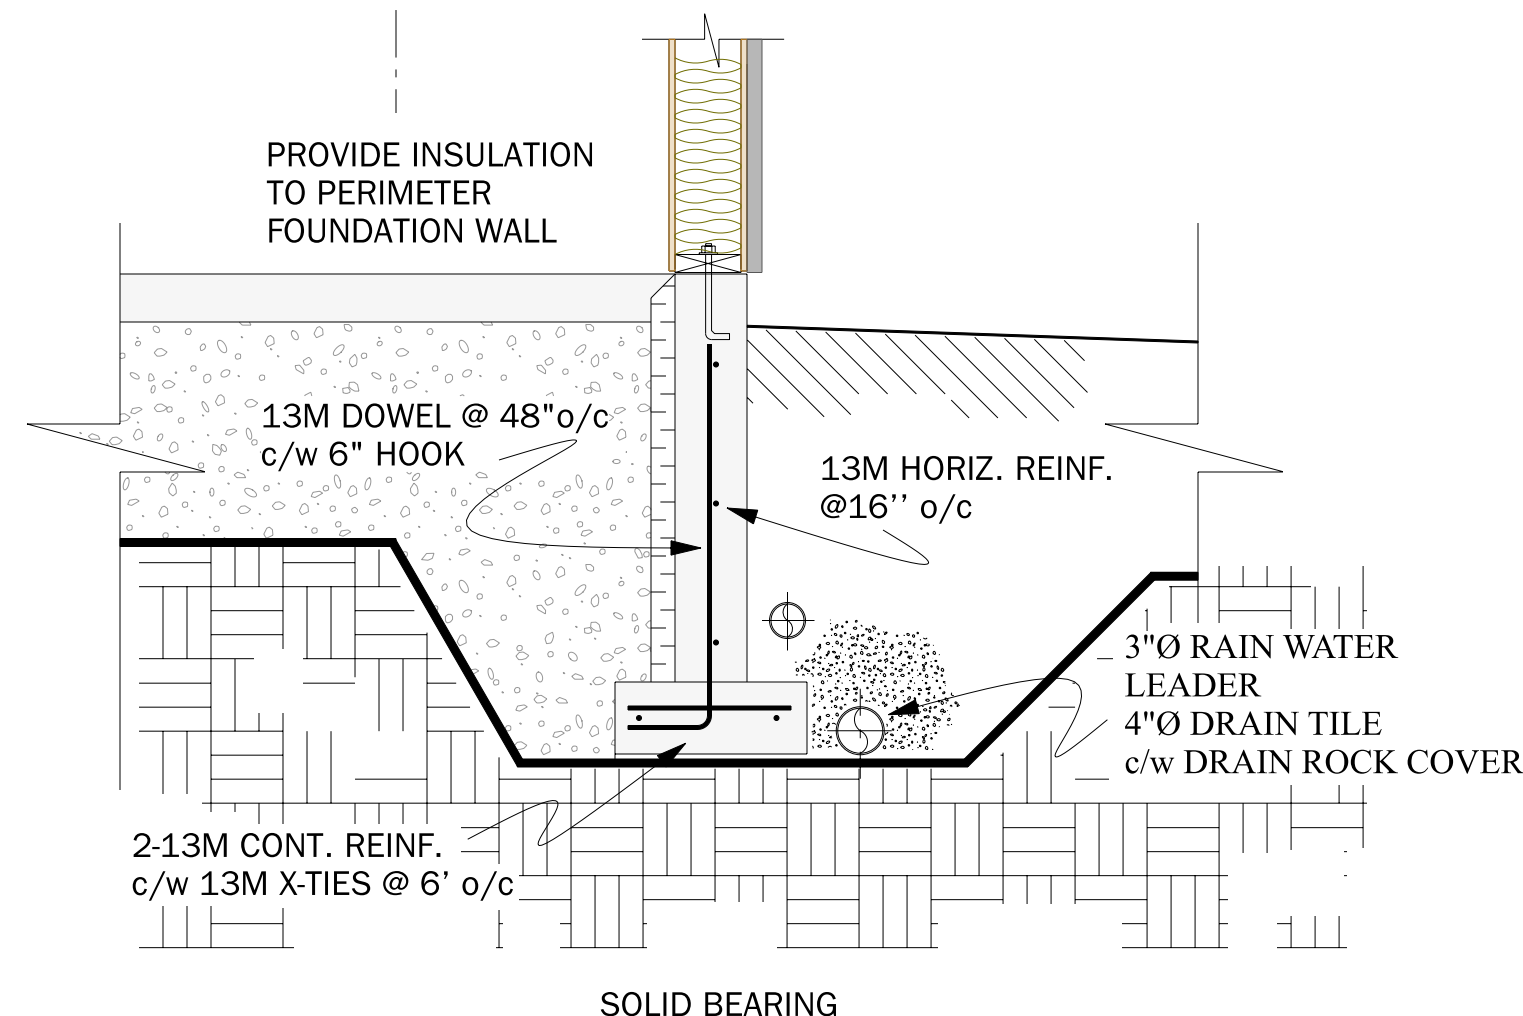 PROVIDE INSULATION
TO PERIMETER
FOUNDATION WALL
13M DOWEL @ 48"o/c
c/w 6" HOOK
13M HORIZ. REINF.
@16’’ o/c
3"Ø RAIN WATER
LEADER
4"Ø DRAIN TILE
c/w DRAIN ROCK COVER
2-13M CONT. REINF.
c/w 13M X-TIES @ 6’ o/c
SOLID BEARING